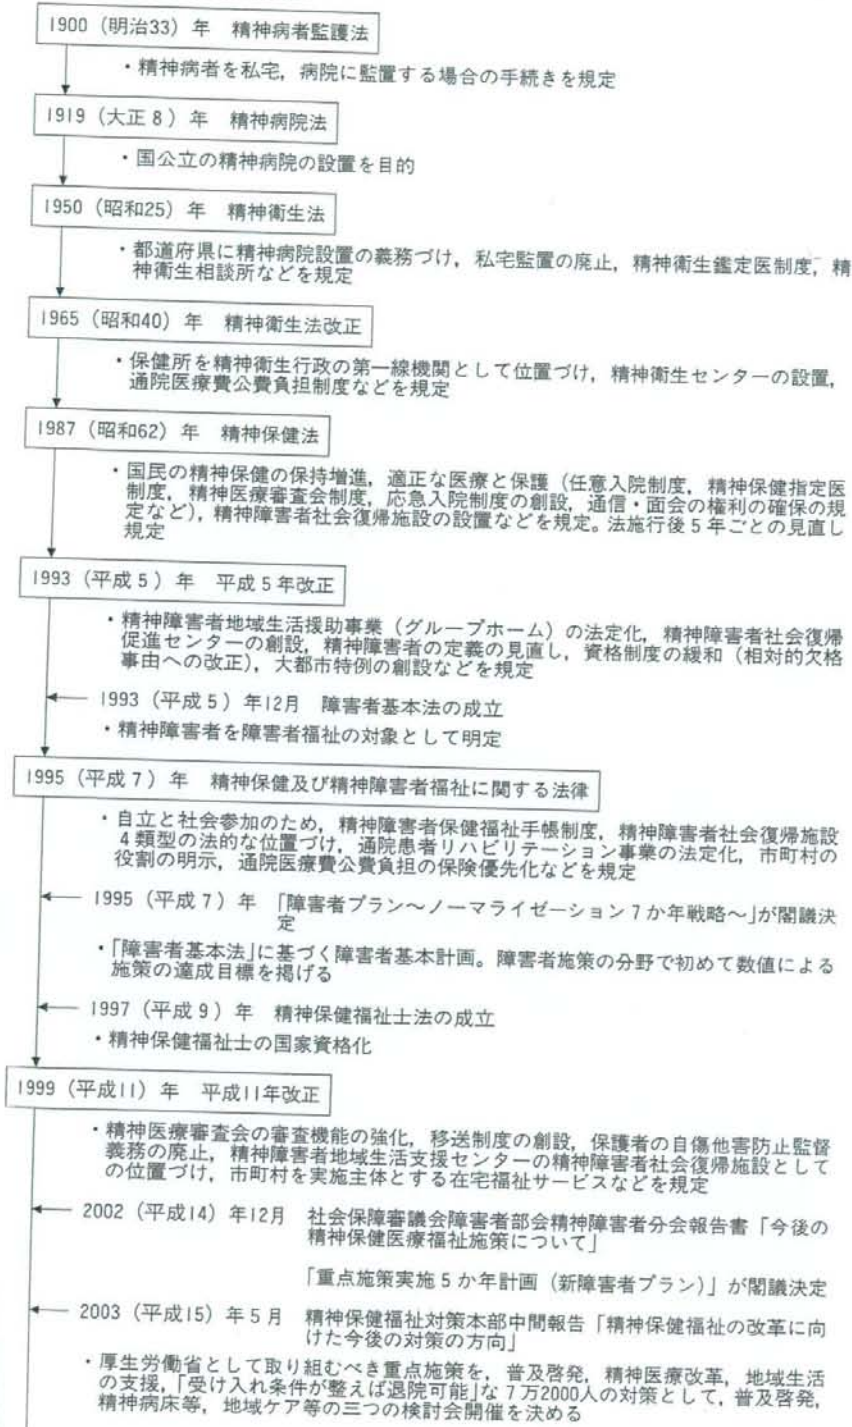 1900（明治33）年　精神病者監護法
・精神病者を私宅，病院に監置する場合の手続きを規定
1919（大正8）年　精神病院法
・国公立の精神病院の設置を目的
1950（昭和25）年　精神衛生法
・都道府県に精神病院設置の義務づけ，私宅監置の廃止，精神衛生鑑定医制度，精
神衛生相談所などを規定
1965（昭和40）年　精神衛生法改正
・保健所を精神衛生行政の第一線機関として位置づけ，精神衛生センターの設置，
通院医療費公費負担制度などを規定
1987（昭和62）年　精神保健法
・国民の精神保健の保持増進，適正な医療と保護（任意入院制度，精神保健指定医
制度，精神医療審査会制度，応急入院制度の創設，通信・面会の権利の確保の規
定など），精神障害者社会復帰施設の設置などを規定。法施行後5年ごとの見直し
規定
1993（平成5）年　平成5年改正
・精神障害者地域生活援助事業（グループホーム）の法定化，精神障害者社会復帰
促進センターの創設，精神障害者の定義の見直し，資格制度の緩和（相対的欠格
事由への改正），大都市特例の創設などを規定
1993（平成5）年12月　障害者基本法の成立
・精神障害者を障害者福祉の対象として明定
1995（平成7）年　精神保健及び精神障害者福祉に関する法律
・自立と社会参加のため，精神障害者保健福祉手帳制度，精神障害者社会復帰施設
4類型の法的な位置づけ，通院患者リハビリテーション事業の法定化，市町村の
役割の明示，通院医療費公費負担の保険優先化などを規定
1995（平成7）年　「障害者プラン～ノーマライゼーション7か年戦略～」が閣議決
定
・「障害者基本法」に基づく障害者基本計画。障害者施策の分野で初めて数値による
施策の達成目標を掲げる
1997（平成9）年　精神保健福祉士法の成立
・精神保健福祉士の国家資格化
1999（平成11）年　平成11年改正
・精神医療審査会の審査機能の強化，移送制度の創設，保護者の自傷他害防止監督
義務の廃止，精神障害者地域生活支援センターの精神障害者社会復帰施設として
の位置づけ，市町村を実施主体とする在宅福祉サービスなどを規定
2002（平成14）年12月　社会保障審議会障害者部会精神障害者分会報告書「今後の
精神保健医療福祉施策について」
「重点施策実施5か年計画（新障害者プラン）」が閣議決定
2003（平成15）年5月　精神保健福祉対策本部中間報告「精神保健福祉の改革に向
けた今後の対策の方向」
・厚生労働省として取り組むべき重点施策を，普及啓発，精神医療改革，地域生活
の支援，「受け入れ条件が整えば退院可能」な7万2000人の対策として，普及啓発，
精神病床等，地域ケア等の三つの検討会開催を決める